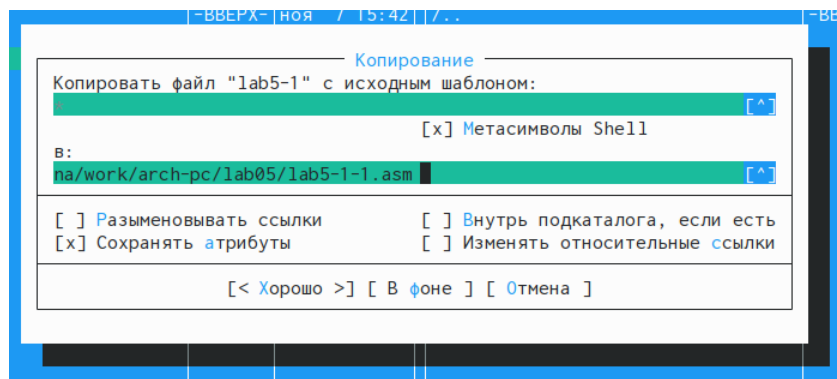 -ВВЕРХ- ноя  7 15:42 /..
Копирование
Копировать файл "lab5-1" с исходным шаблоном:
* [^]
[x] Метасимволы Shell
в:
na/work/arch-pc/lab05/lab5-1-1.asm [^]
[ ] Разыменовывать ссылки [ ] Внутрь подкаталога, если есть
[x] Сохранять атрибуты [ ] Изменять относительные ссылки
[< Хорошо >] [ В фоне ] [ Отмена ]